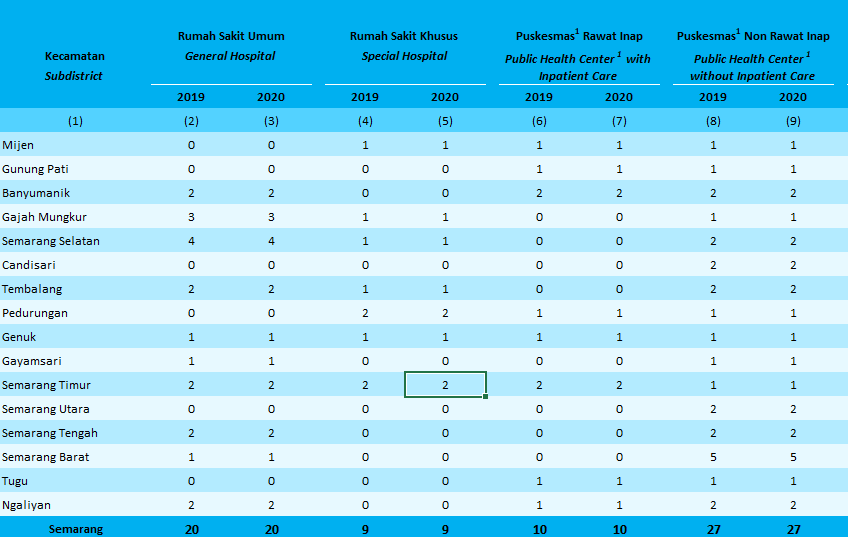 Kecamatan
Subdistrict
Rumah Sakit Umum
General Hospital
Rumah Sakit Khusus
Special Hospital
Puskesmas¹ Rawat Inap
Public Health Center ¹ with
Inpatient Care
Puskesmas¹ Non Rawat Inap
Public Health Center ¹
without Inpatient Care
2019 2020 2019 2020 2019 2020 2019 2020
(1) (2) (3) (4) (5) (6) (7) (8) (9)
Mijen 0 0 1 1 1 1 1 1
Gunung Pati 0 0 0 0 1 1 1 1
Banyumanik 2 2 0 0 2 2 2 2
Gajah Mungkur 3 3 1 1 0 0 1 1
Semarang Selatan 4 4 1 1 0 0 2 2
Candisari 0 0 0 0 0 0 2 2
Tembalang 2 2 1 1 0 0 2 2
Pedurungan 0 0 2 2 1 1 1 1
Genuk 1 1 1 1 1 1 1 1
Gayamsari 1 1 0 0 0 0 1 1
Semarang Timur 2 2 2 2 2 2 1 1
Semarang Utara 0 0 0 0 0 0 2 2
Semarang Tengah 2 2 0 0 0 0 2 2
Semarang Barat 1 1 0 0 0 0 5 5
Tugu 0 0 0 0 1 1 1 1
Ngaliyan 2 2 0 0 1 1 2 2
Semarang 20 20 9 9 10 10 27 27